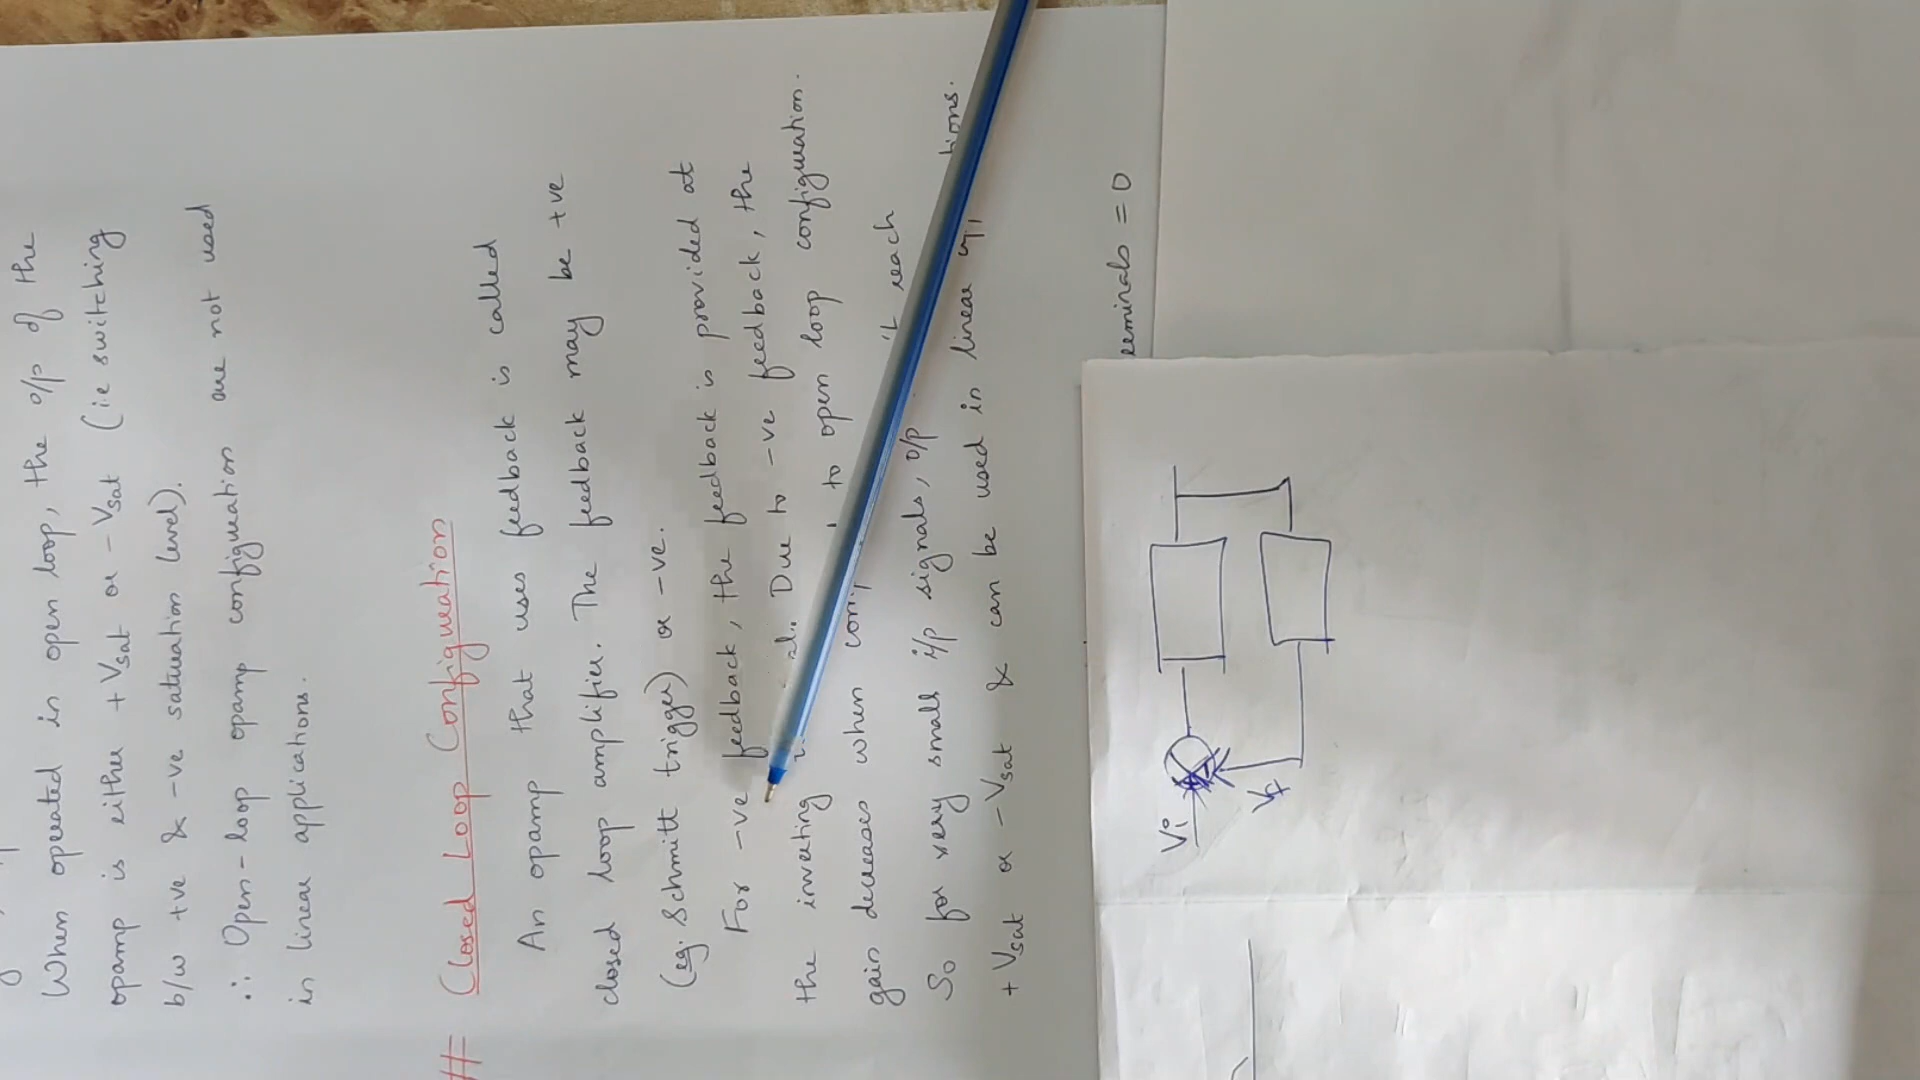 When operated in open loop, the o/p of the
opamp is either + Vsat or - Vsat (ie switching
b/w +ve & -ve saturation level).
∴ Open-loop opamp configuration are not used
in linear applications.
# Closed Loop Configuration
An opamp that uses feedback is called
closed loop amplifier. The feedback may be +ve
(eg. Schmitt trigger) or -ve.
For -ve feedback, the feedback is provided at
the inverting Due to -ve feedback, the
gain decreases when to open loop configuration.
So for very small i/p signals, o/p reach
+ Vsat or - Vsat & can be used in linear
= 0
Vi
Vf